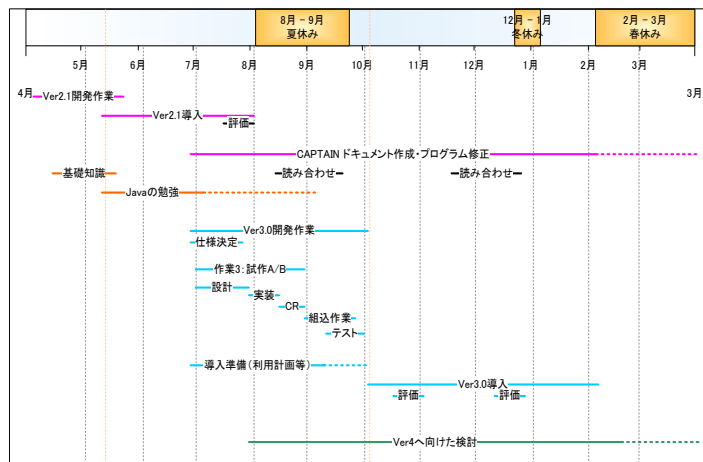 8月 - 9月
夏休み
12月 - 1月
冬休み
2月 - 3月
春休み
5月
6月
7月
8月
9月
10月
11月
12月
1月
2月
3月
4月
3月
Ver2.1開発作業
Ver2.1導入
評価
CAPTAIN ドキュメント作成・プログラム修正
基礎知識
読み合わせ
読み合わせ
Javaの勉強
Ver3.0開発作業
仕様決定
作業3：試作A/B
設計
実装
CR
組込作業
テスト
導入準備（利用計画等）
Ver3.0導入
評価
評価
Ver4へ向けた検討